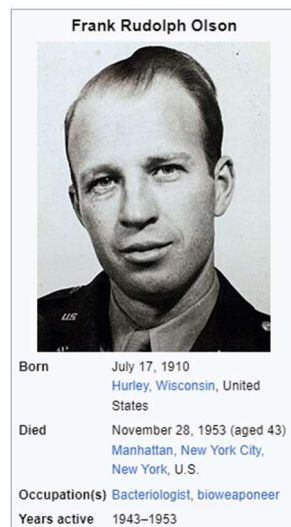 Frank Rudolph Olson
US
Born July 17, 1910
Hurley, Wisconsin, United
States
Died November 28, 1953 (aged 43)
Manhattan, New York City,
New York, U.S.
Occupation(s) Bacteriologist, bioweaponeer
Years active 1943–1953